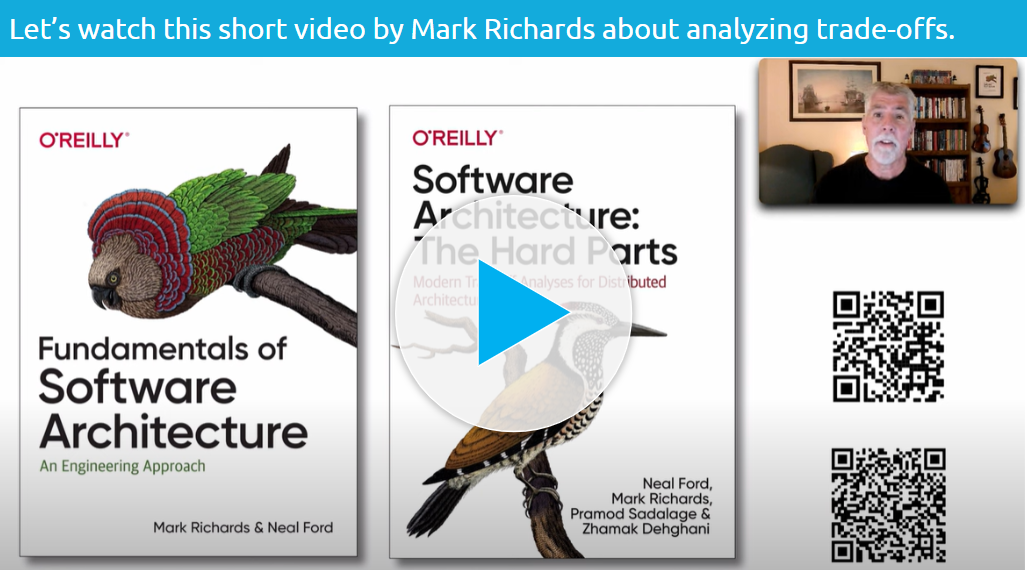 Let’s watch this short video by Mark Richards about analyzing trade-offs.
O'REILLY®
Fundamentals of
Software
Architecture
An Engineering Approach
Mark Richards & Neal Ford
O'REILLY®
Software
Architecture:
The Hard Parts
Modern Analyses for Distributed
Neal Ford,
Mark Richards,
Pramod Sadalage &
Zhamak Dehghani